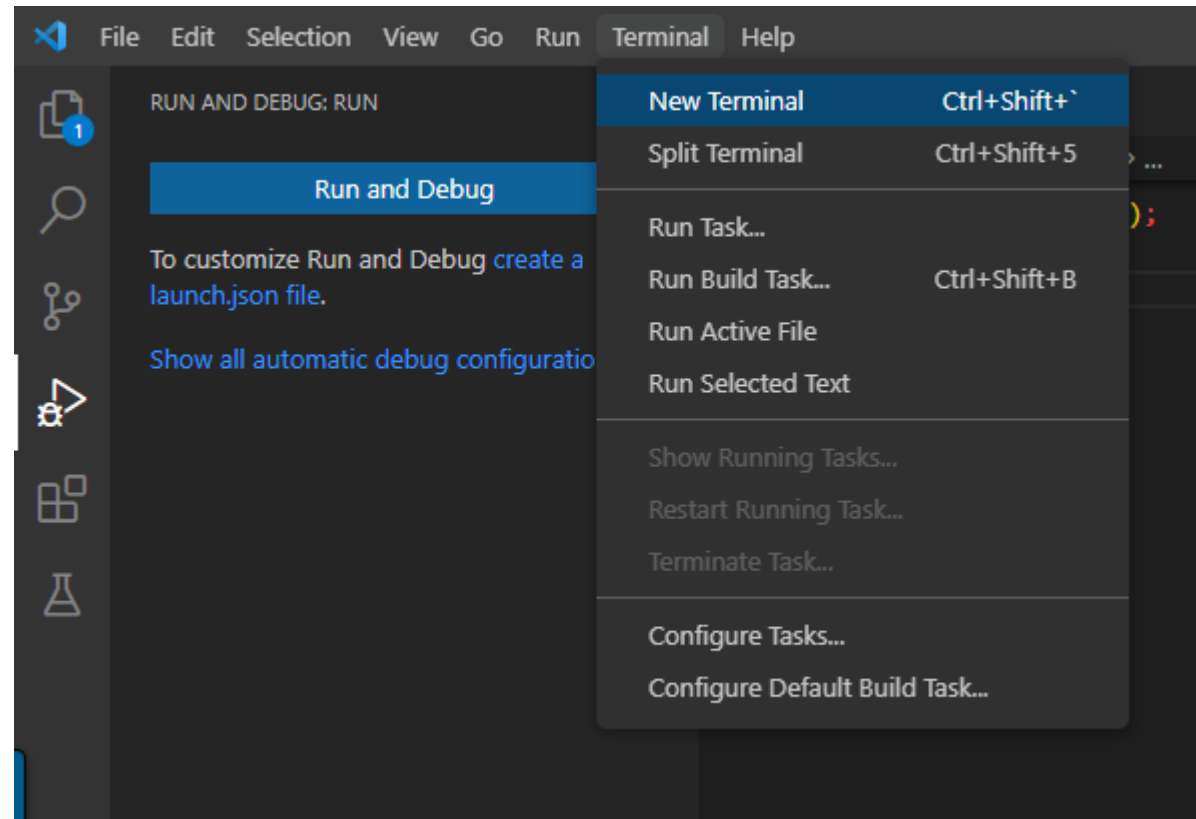 File Edit Selection View Go Run Terminal Help
RUN AND DEBUG: RUN
1
Run and Debug
To customize Run and Debug create a
launch.json file.
Show all automatic debug configuratio
New Terminal Ctrl+Shift+`
Split Terminal Ctrl+Shift+5
Run Task...
Run Build Task... Ctrl+Shift+B
Run Active File
Run Selected Text
Show Running Tasks...
Restart Running Task...
Terminate Task...
Configure Tasks...
Configure Default Build Task...
› ...
);